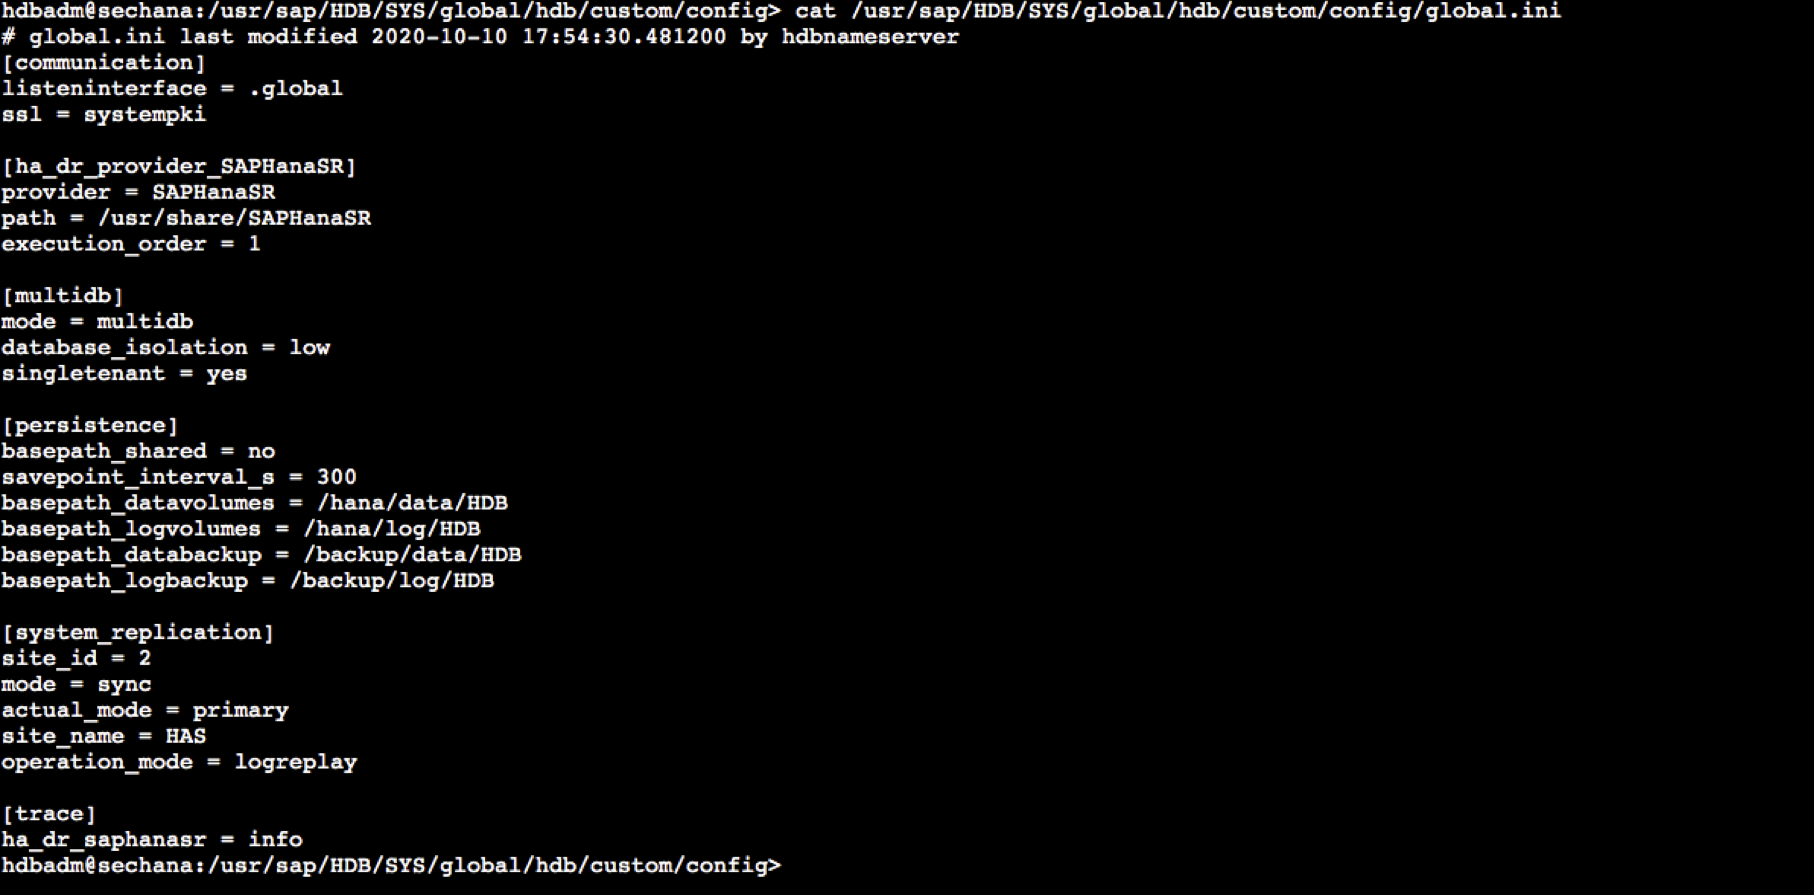 hdbadm@sechana:/usr/sap/HDB/SYS/global/hdb/custom/config> cat /usr/sap/HDB/SYS/global/hdb/custom/config/global.ini
# global.ini last modified 2020-10-10 17:54:30.481200 by hdbnameserver
[communication]
listeninterface = .global
ssl = systempki
[ha_dr_provider_SAPHanaSR]
provider = SAPHanaSR
path = /usr/share/SAPHanaSR
execution_order = 1
[multidb]
mode = multidb
database_isolation = low
singletenant = yes
[persistence]
basepath_shared = no
savepoint_interval_s = 300
basepath_datavolumes = /hana/data/HDB
basepath_logvolumes = /hana/log/HDB
basepath_databackup = /backup/data/HDB
basepath_logbackup = /backup/log/HDB
[system_replication]
site_id = 2
mode = sync
actual_mode = primary
site_name = HAS
operation_mode = logreplay
[trace]
ha_dr_saphanasr = info
hdbadm@sechana:/usr/sap/HDB/SYS/global/hdb/custom/config>